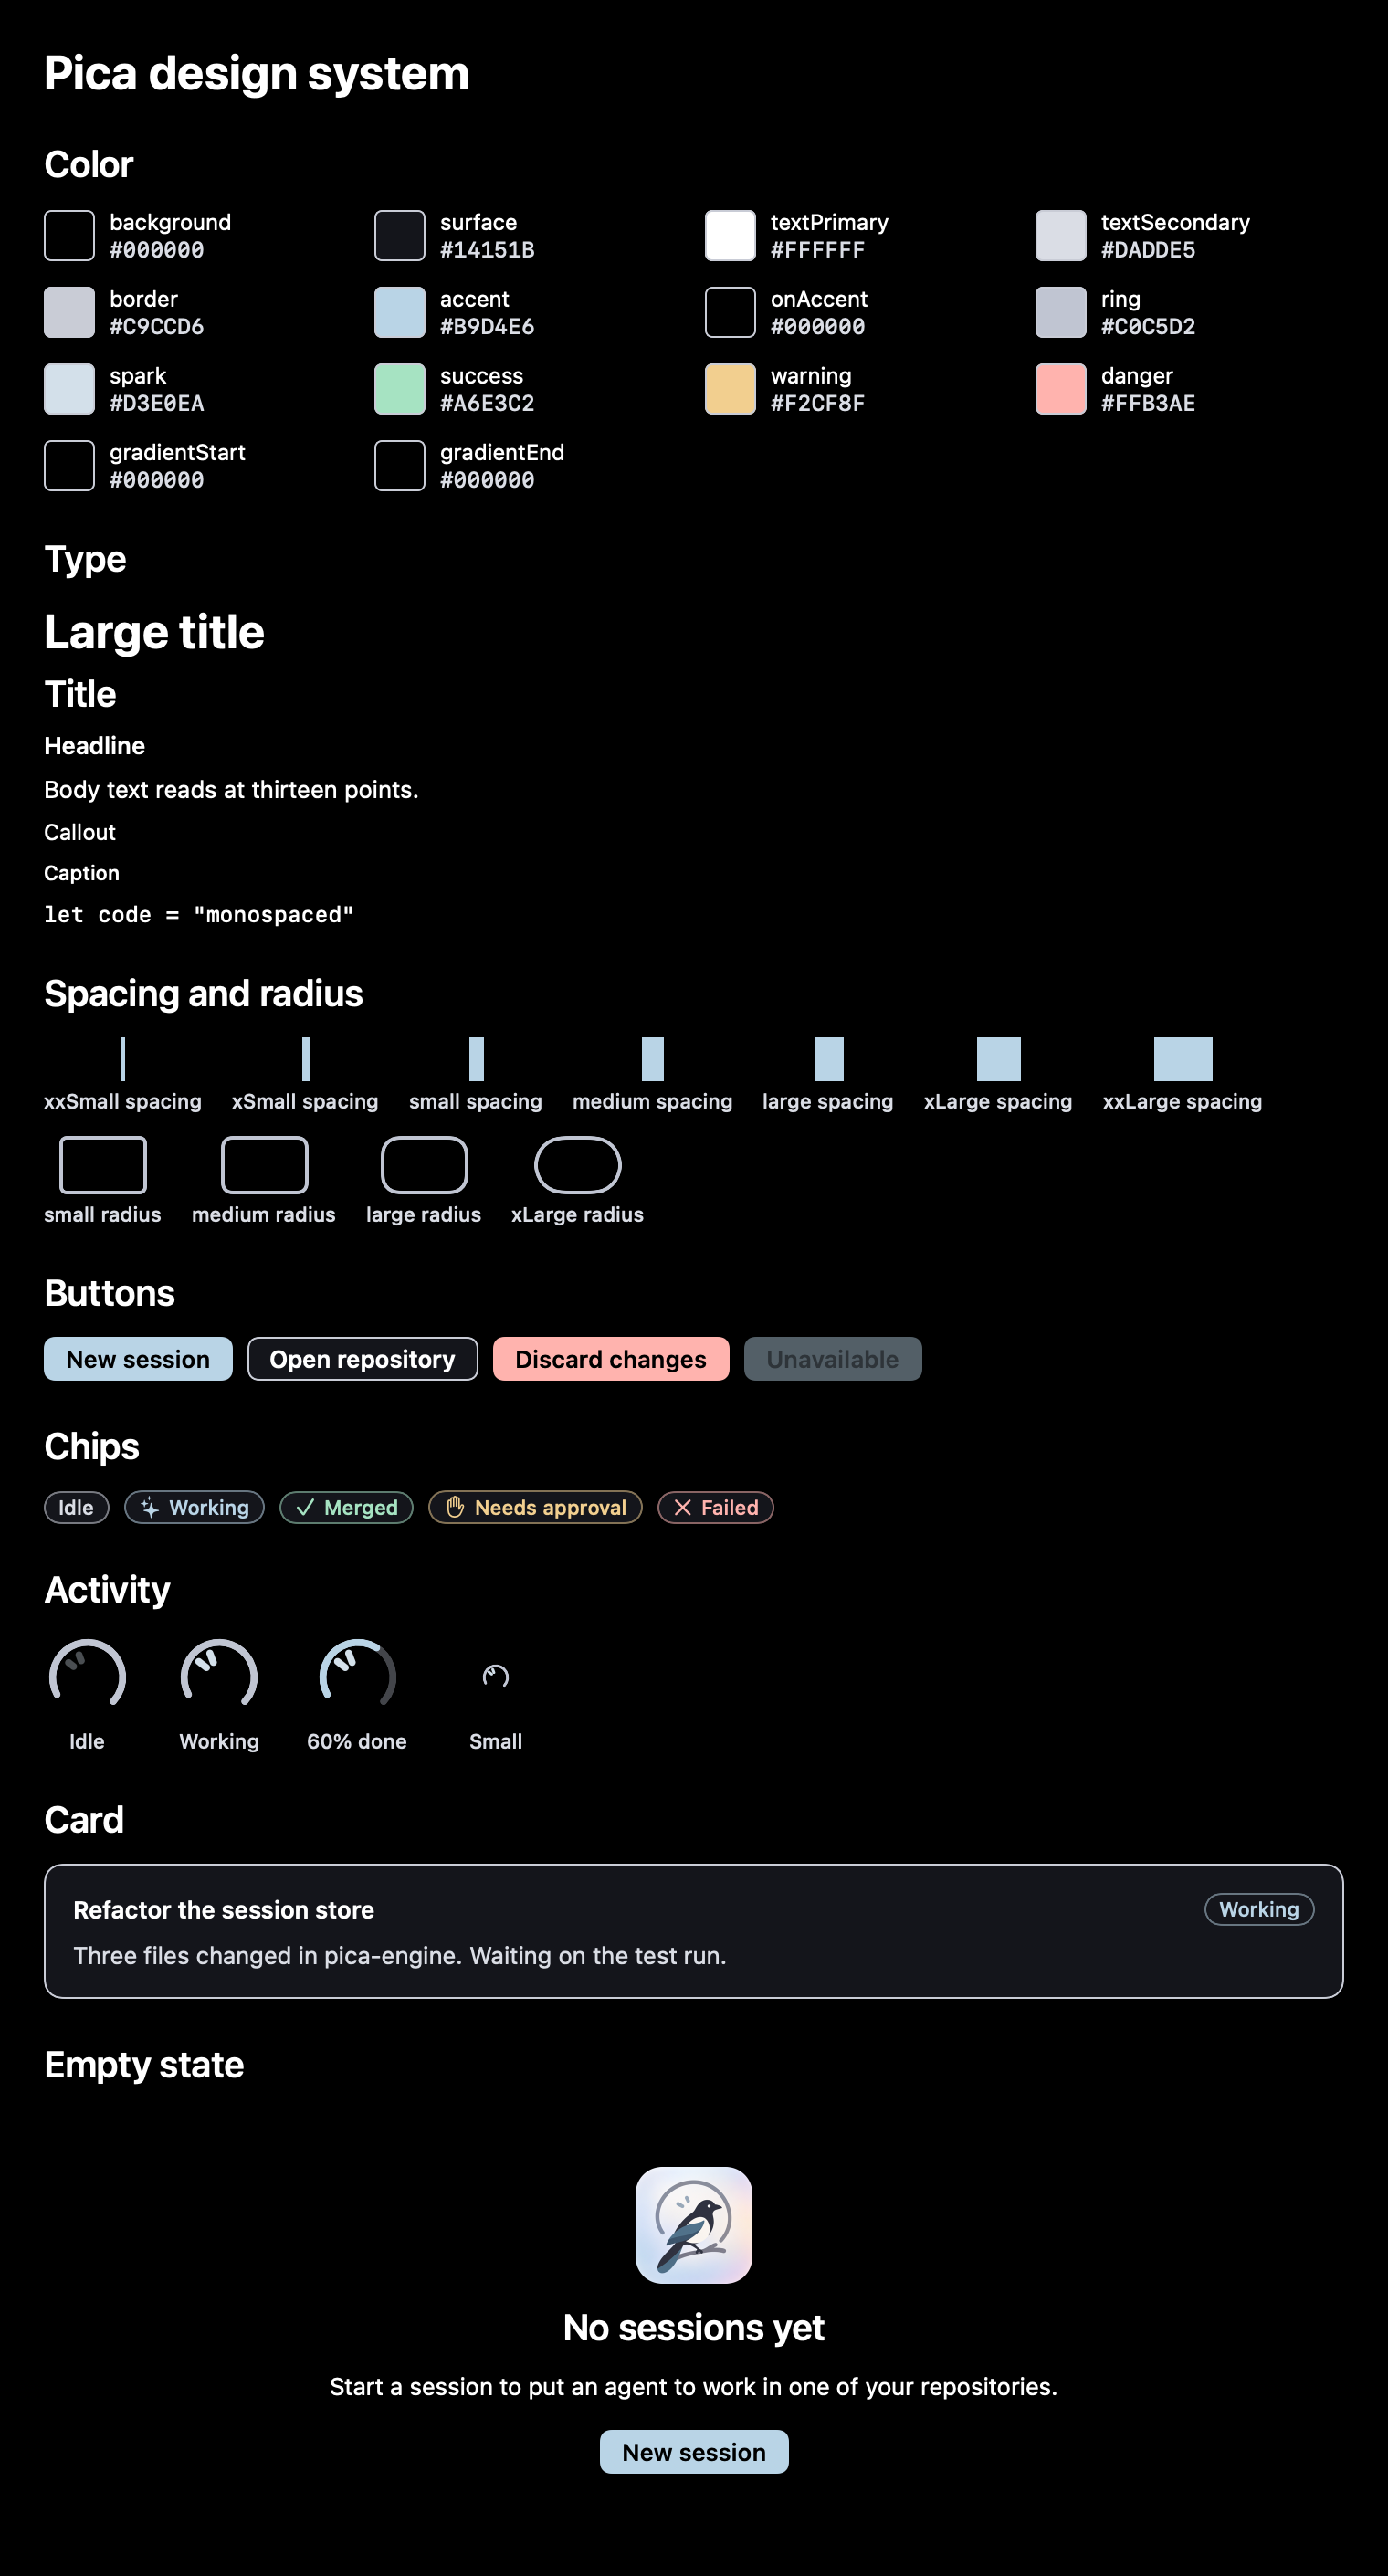 Pica design system
Color
background
#000000
surface
#14151B
textPrimary
#FFFFFF
textSecondary
#DADDE5
border
#C9CCD6
accent
#B9D4E6
onAccent
#000000
ring
#C0C5D2
spark
#D3E0EA
success
#A6E3C2
warning
#F2CF8F
danger
#FFB3AE
gradientStart
#000000
gradientEnd
#000000
Type
Large title
Title
Headline
Body text reads at thirteen points.
Callout
Caption
let code = "monospaced"
Spacing and radius
xxSmall spacing
xSmall spacing
small spacing
medium spacing
large spacing
xLarge spacing
xxLarge spacing
small radius
medium radius
large radius
xLarge radius
Buttons
New session
Open repository
Discard changes
Unavailable
Chips
Idle
Working
Merged
Needs approval
Failed
Activity
Idle
Working
60% done
Small
Card
Refactor the session store
Working
Three files changed in pica-engine. Waiting on the test run.
Empty state
No sessions yet
Start a session to put an agent to work in one of your repositories.
New session